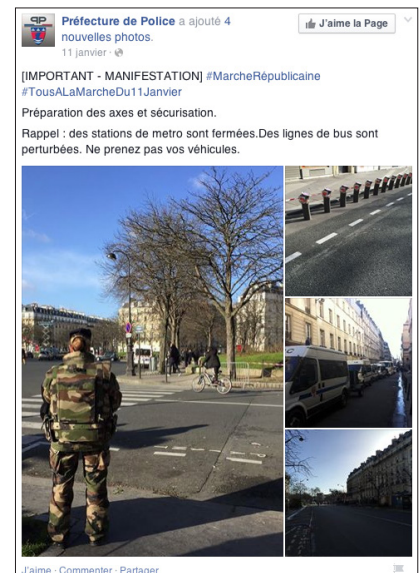 Préfecture de Police a ajouté 4
nouvelles photos.
11 janvier ·
J'aime la Page
[IMPORTANT - MANIFESTATION] #MarcheRépublicaine
#TousALaMarcheDu11Janvier
Préparation des axes et sécurisation.
Rappel : des stations de metro sont fermées.Des lignes de bus sont
perturbées. Ne prenez pas vos véhicules.
J'aime · Commenter · Partager